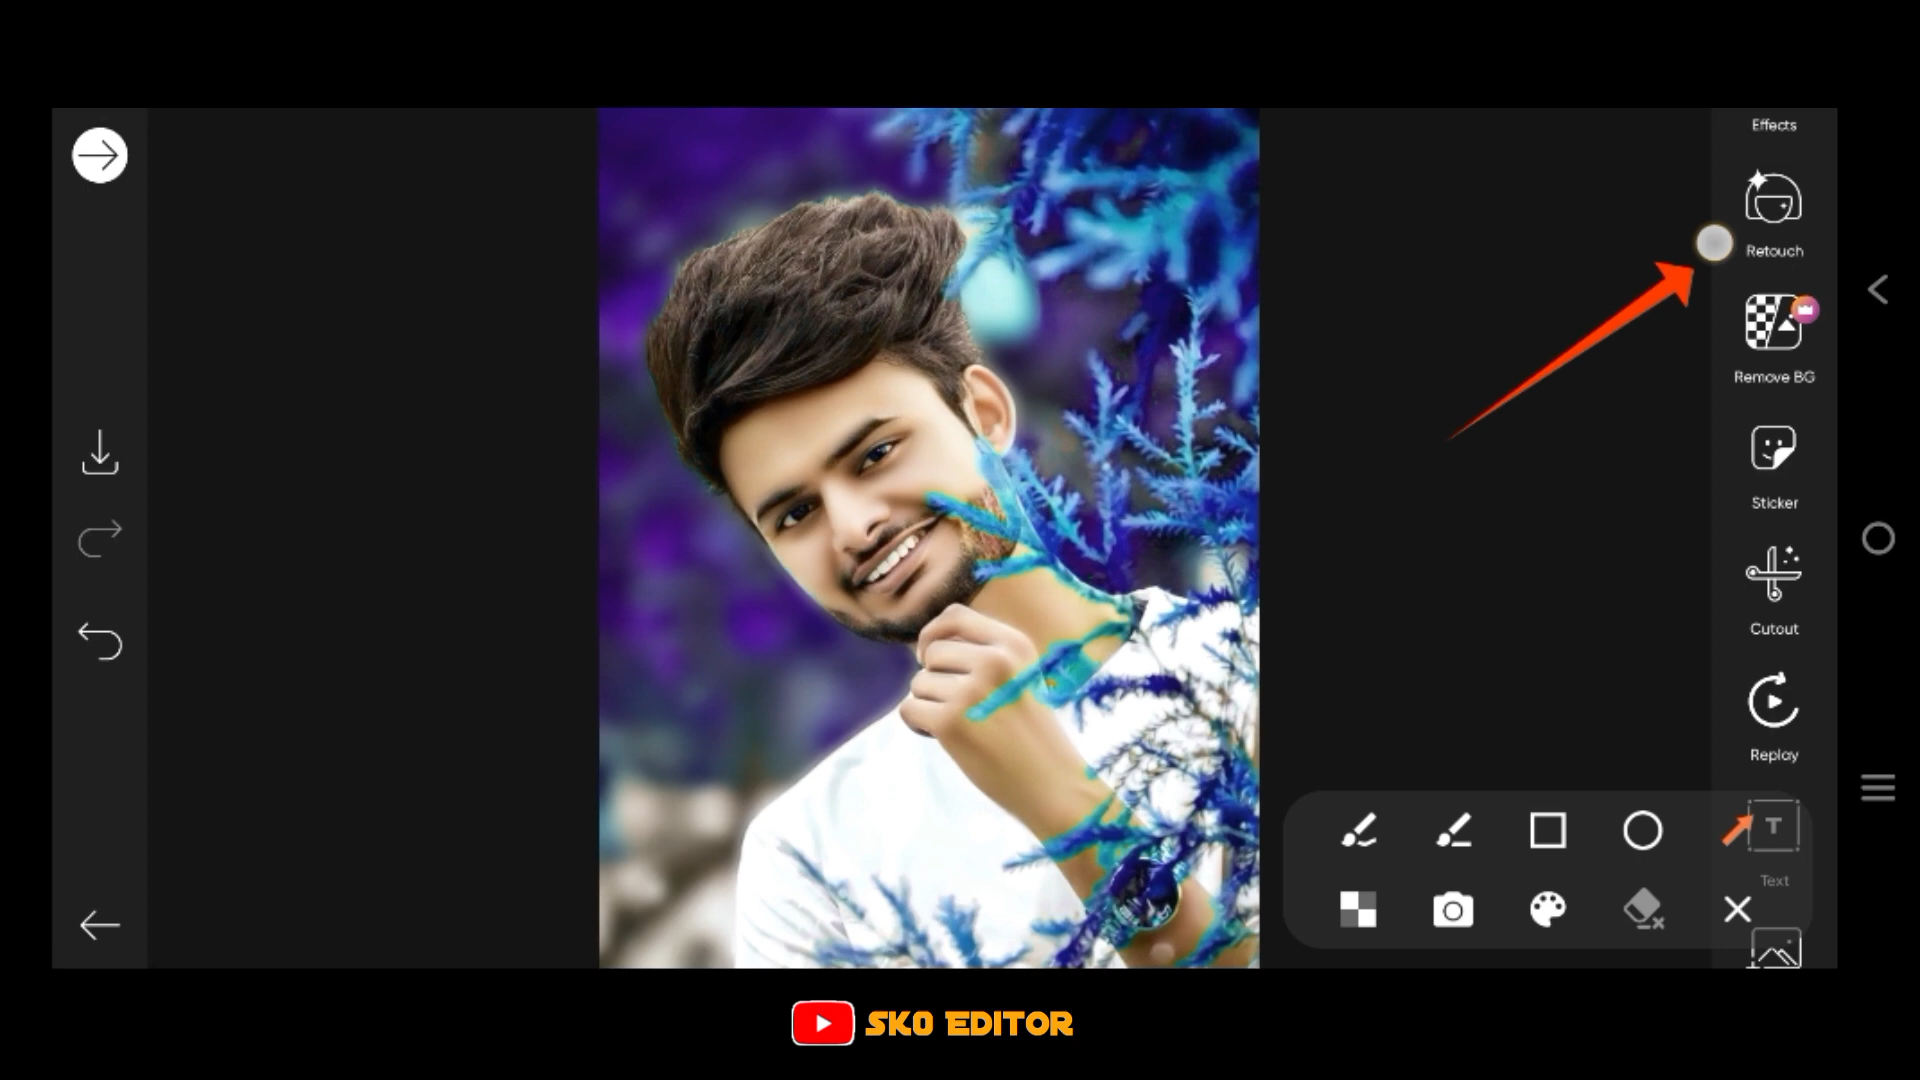 Effects
Retouch
Remove BG
Sticker
Cutout
Replay
T
Text
SKO EDITOR